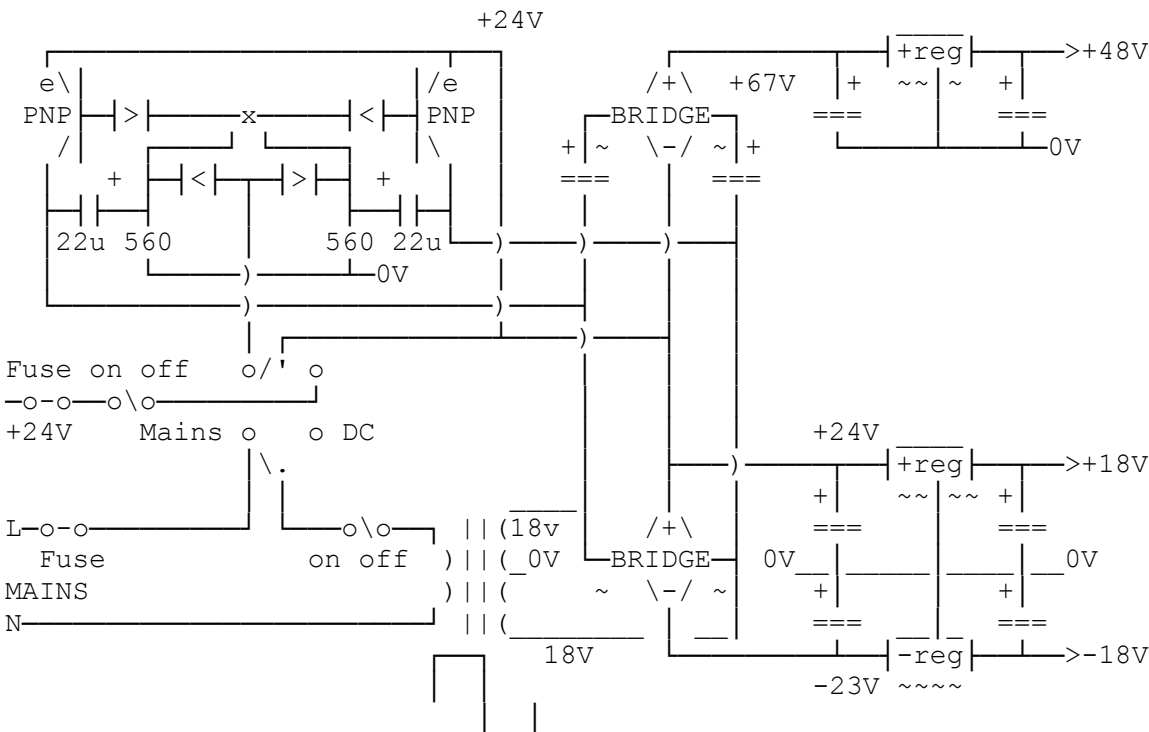 +24V
+reg >+48V
e\ /e /+\ +67V + ~~ ~ +
PNP > x < PNP BRIDGE === ===
/ \ + ~ \-/ ~ + 0V
+ < > + === ===
22u 560 560 22u ) ) )
) 0V
) )
)
Fuse on off o/' o
-o-o-o\o
+24V Mains o o DC +24V
\. ) +reg >+18V
+ ~~ ~~ +
L-o-o o\o ||(18v /+\ === ===
Fuse on off )||(_0V BRIDGE 0V 0V
MAINS )||( ~ \-/ ~ + +
N ||( === ===
18V -reg >-18V
-23V ~~~~